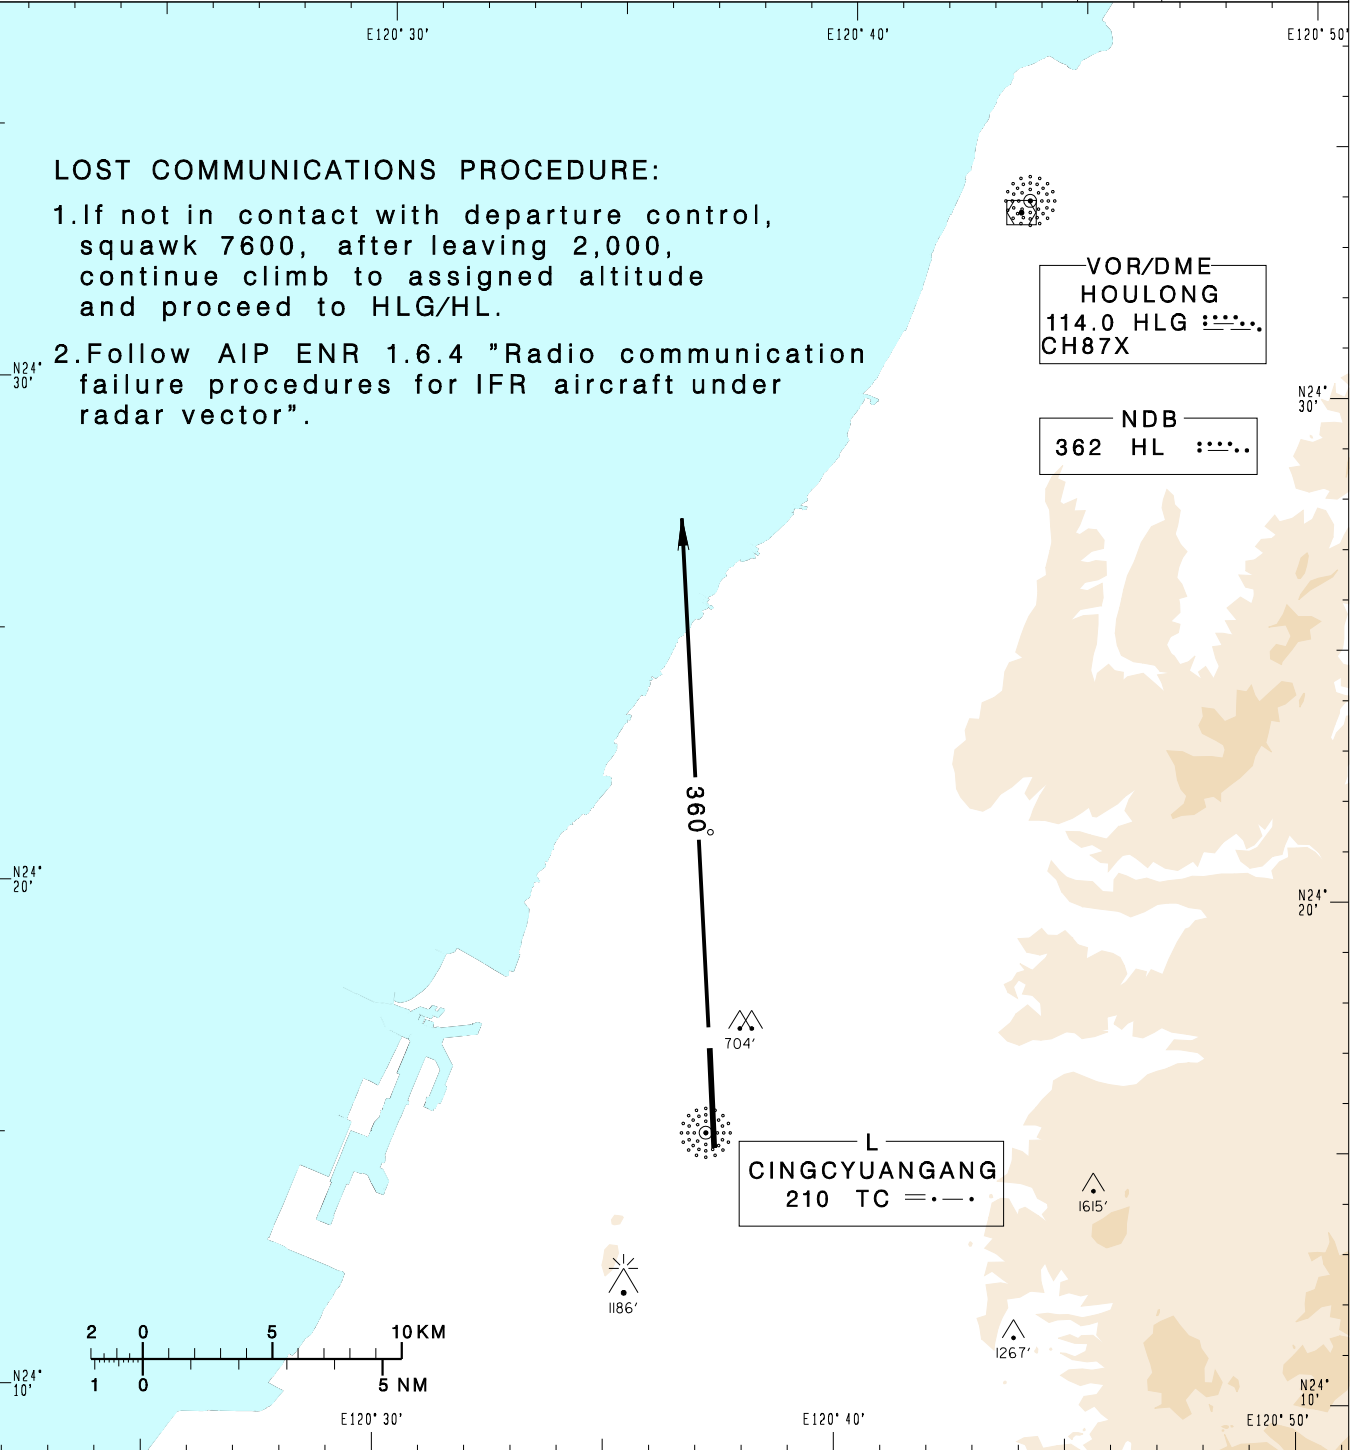 E120° 30'
E120° 40'
E120° 50'
LOST COMMUNICATIONS PROCEDURE:
1.If not in contact with departure control,
squawk 7600, after leaving 2,000,
continue climb to assigned altitude
and proceed to HLG/HL.
2.Follow AIP ENR 1.6.4 "Radio communication
failure procedures for IFR aircraft under
radar vector".
VOR/DME
HOULONG
114.0 HLG
CH87X
N24°
30'
N24°
30'
NDB
362 HL
360°
N24°
20'
N24°
20'
704'
L
CINGCYUANGANG
210 TC
1615'
1186'
1267'
2 0 5 10KM
1 0 5 NM
N24°
10'
N24°
10'
E120° 30'
E120° 40'
E120° 50'